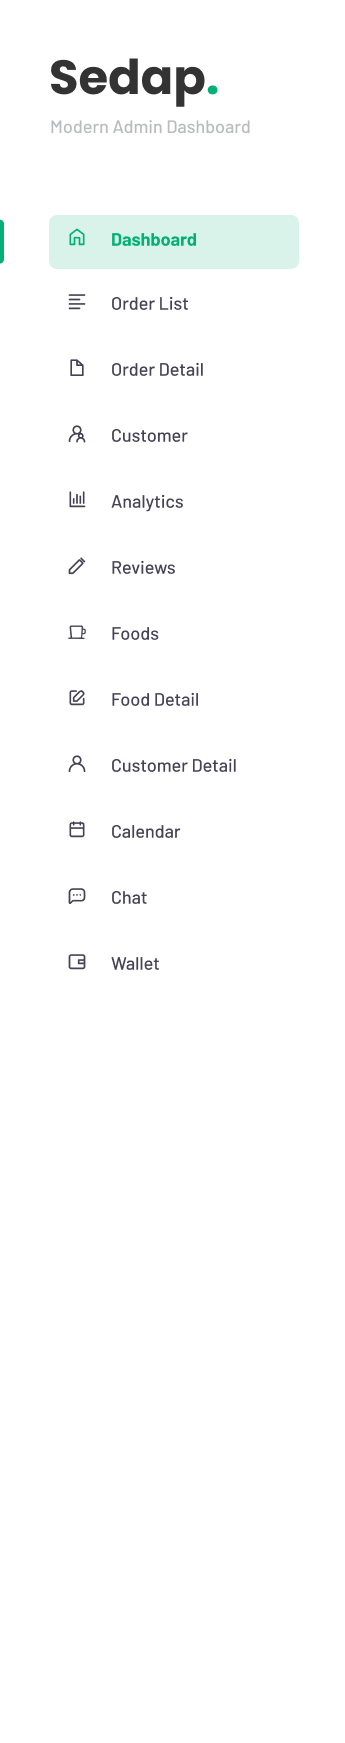 Sedap.
Modern Admin Dashboard
Dashboard
Order List
Order Detail
Customer
Analytics
Reviews
Foods
Food Detail
Customer Detail
Calendar
Chat
Wallet